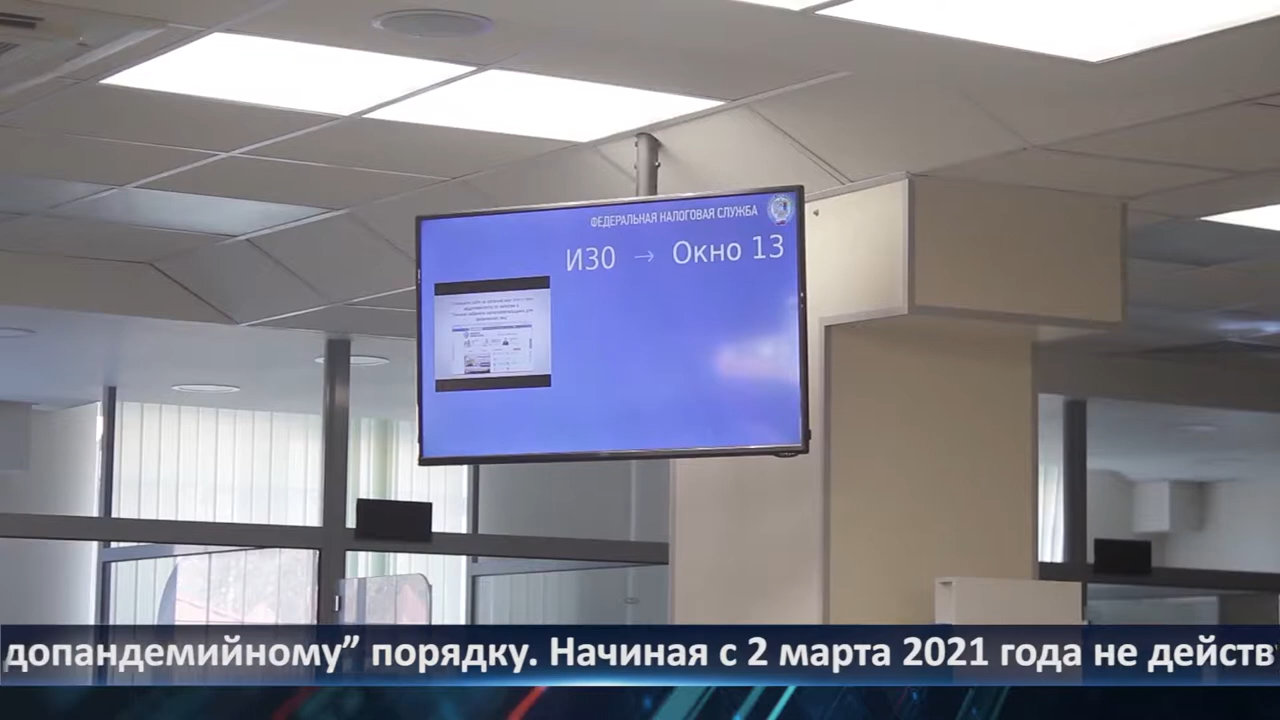 ФЕДЕРАЛЬНАЯ НАЛОГОВАЯ СЛУЖБА
И30 → Окно 13
допандемийному” порядку. Начиная с 2 марта 2021 года не действ